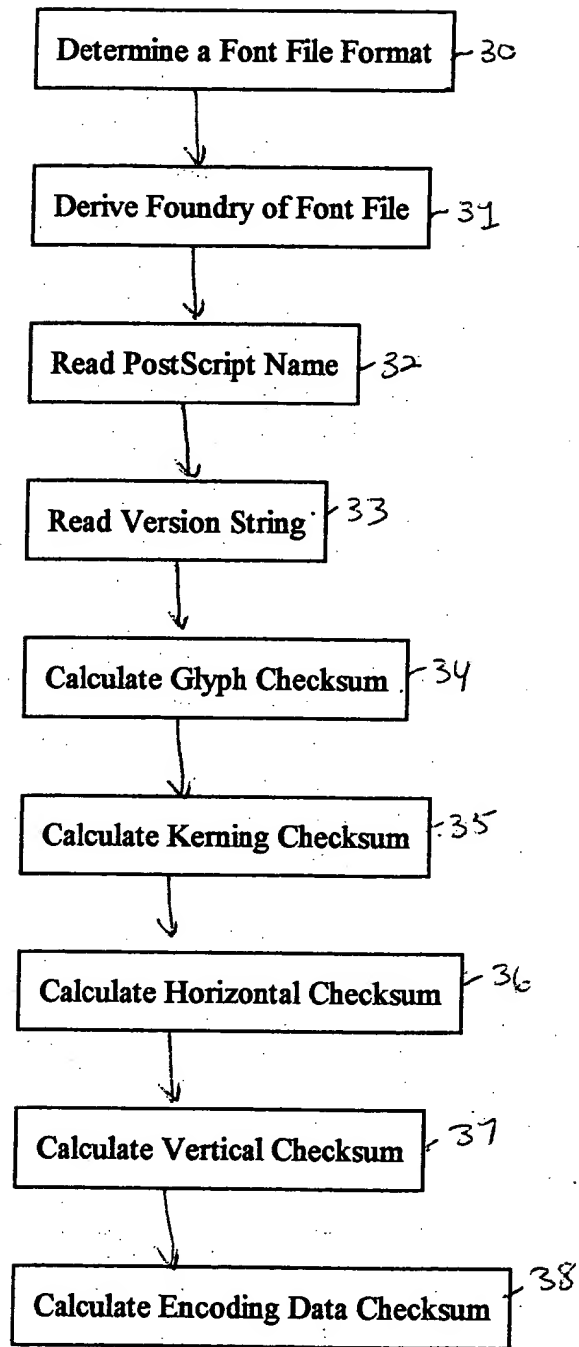 Determine a Font File Format 30
Derive Foundry of Font File 31
Read PostScript Name 32
Read Version String 33
Calculate Glyph Checksum 34
Calculate Kerning Checksum 35
Calculate Horizontal Checksum 36
Calculate Vertical Checksum 37
Calculate Encoding Data Checksum 38